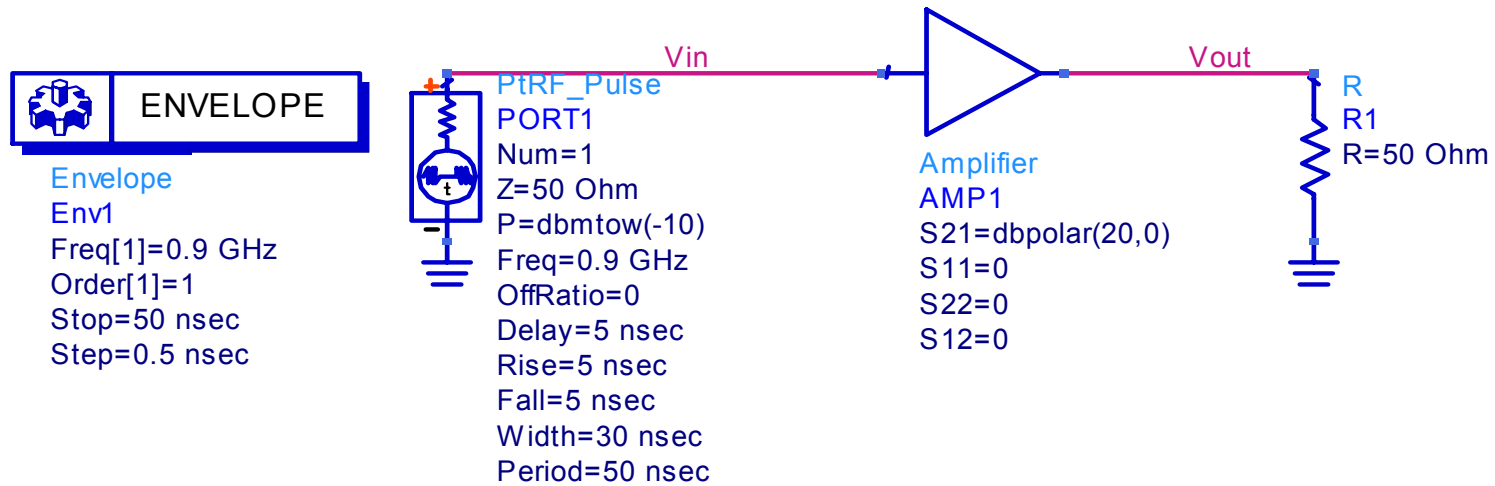 ENVELOPE
Envelope
Env1
Freq[1]=0.9 GHz
Order[1]=1
Stop=50 nsec
Step=0.5 nsec
+
t
−
PtRF_Pulse
PORT1
Num=1
Z=50 Ohm
P=dbmtow(-10)
Freq=0.9 GHz
OffRatio=0
Delay=5 nsec
Rise=5 nsec
Fall=5 nsec
Width=30 nsec
Period=50 nsec
Vin
Amplifier
AMP1
S21=dbpolar(20,0)
S11=0
S22=0
S12=0
Vout
R
R1
R=50 Ohm